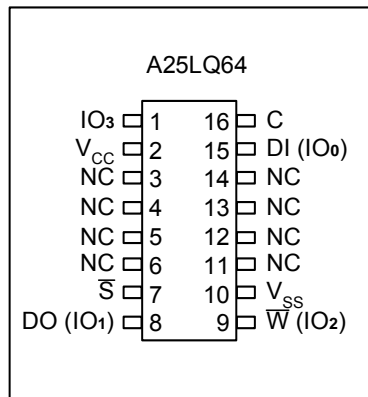 A25LQ64
IO3 1 16 C
VCC 2 15 DI (IO0)
NC 3 14 NC
NC 4 13 NC
NC 5 12 NC
NC 6 11 NC
S̅ 7 10 VSS
DO (IO1) 8 9 W̅ (IO2)